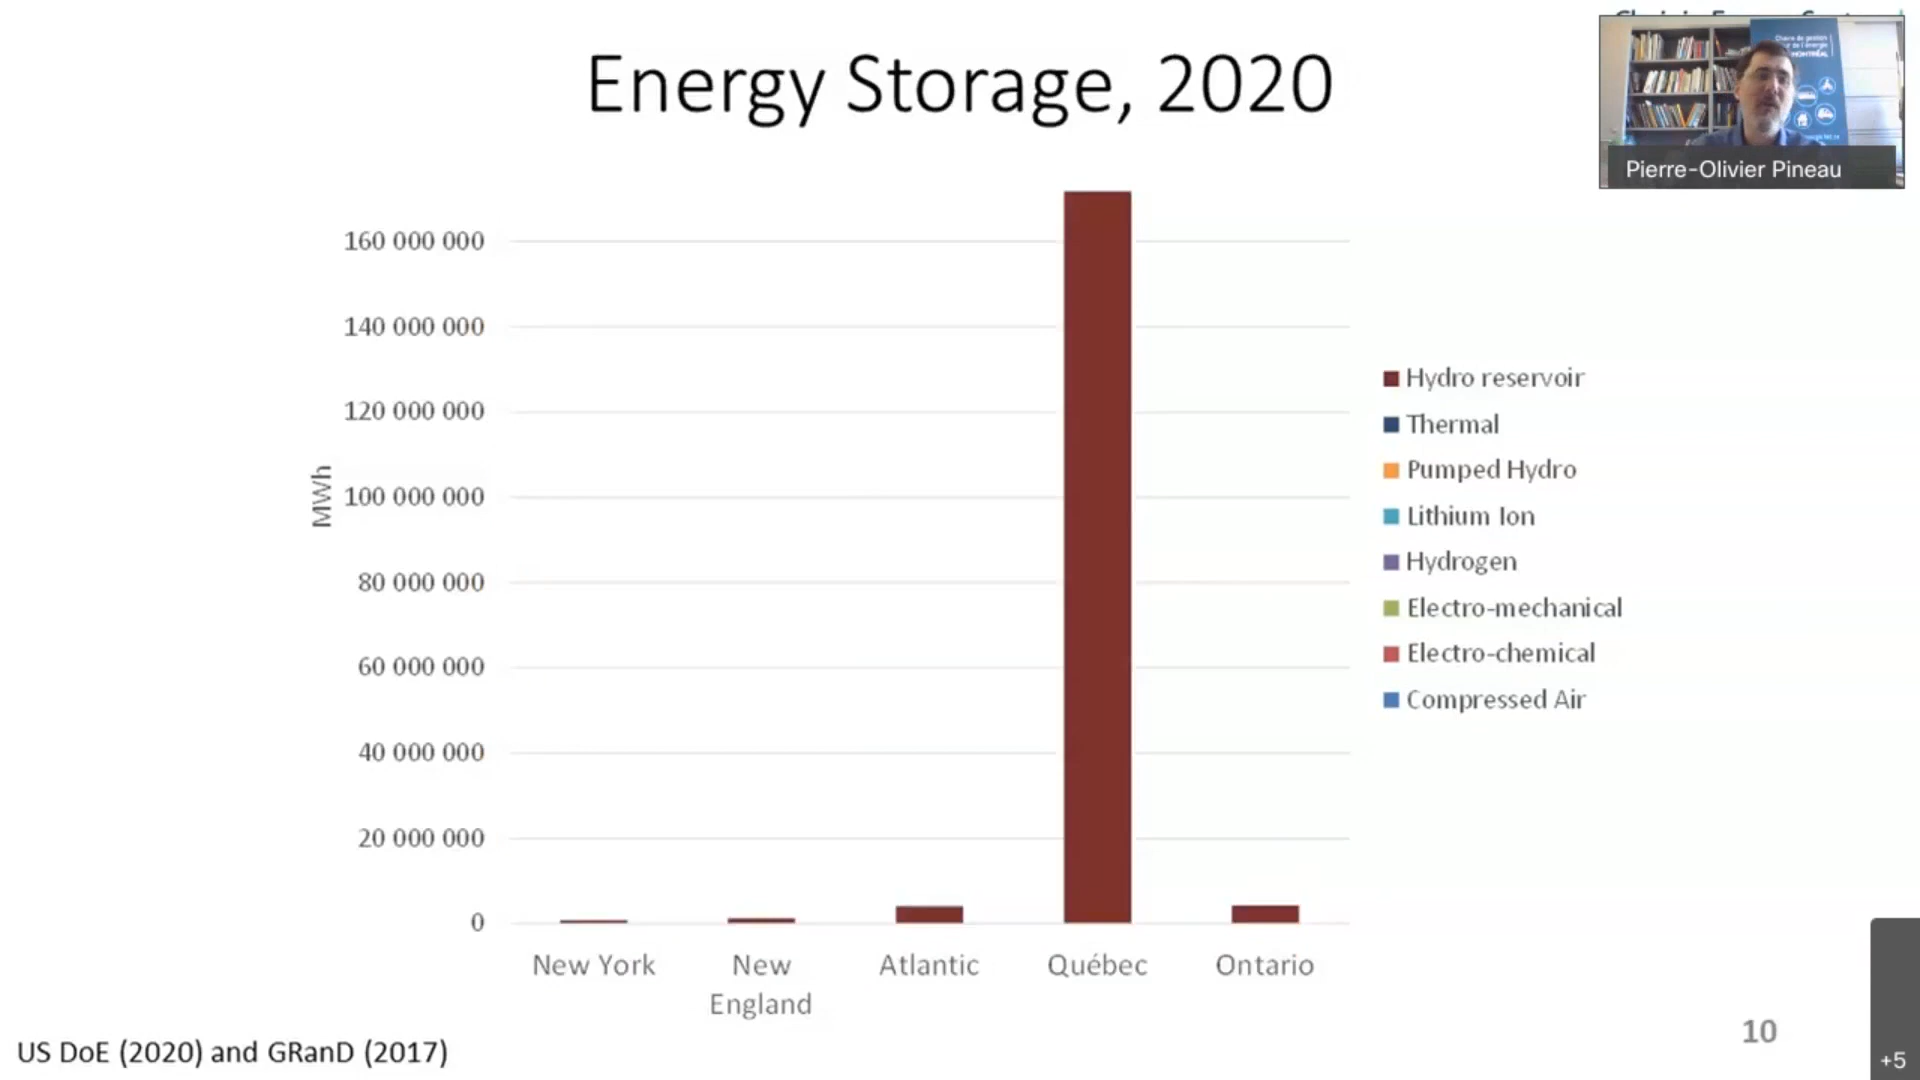 Energy Storage, 2020
Pierre-Olivier Pineau
MWh
160 000 000
140 000 000
120 000 000
100 000 000
80 000 000
60 000 000
40 000 000
20 000 000
0
New York
New
England
Atlantic
Québec
Ontario
Hydro reservoir
Thermal
Pumped Hydro
Lithium Ion
Hydrogen
Electro-mechanical
Electro-chemical
Compressed Air
US DoE (2020) and GRanD (2017)
10
+5